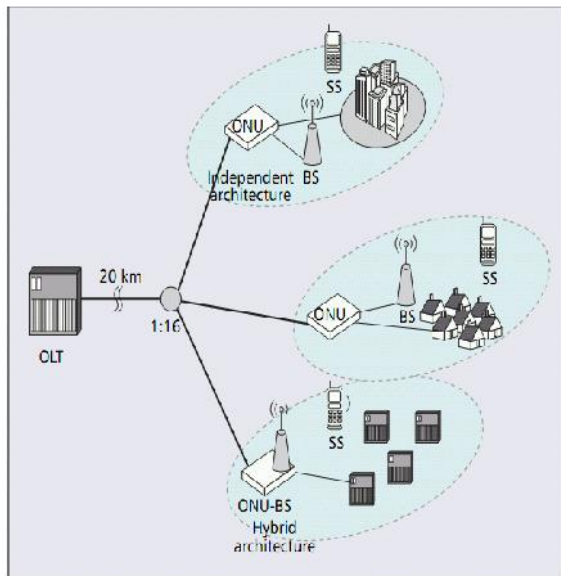 SS
ONU
Independent BS
architecture
20 km
SS
ONU
BS
1:16
OLT
SS
ONU-BS
Hybrid
architecture